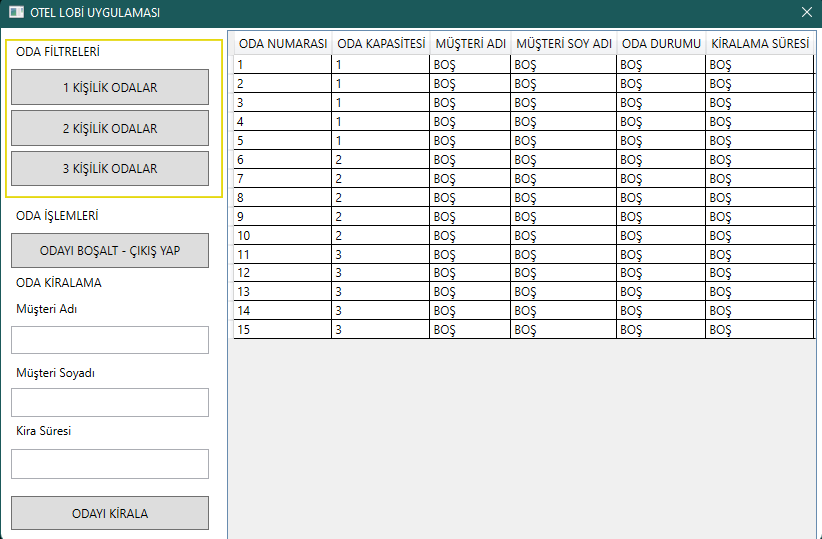 OTEL LOBİ UYGULAMASI
ODA FİLTRELERİ
1 KİŞİLİK ODALAR
2 KİŞİLİK ODALAR
3 KİŞİLİK ODALAR
ODA İŞLEMLERİ
ODAYI BOŞALT - ÇIKIŞ YAP
ODA KİRALAMA
Müşteri Adı
Müşteri Soyadı
Kira Süresi
ODAYI KİRALA
ODA NUMARASI ODA KAPASİTESİ MÜŞTERİ ADI MÜŞTERİ SOY ADI ODA DURUMU KİRALAMA SÜRESİ
1 1 BOŞ BOŞ BOŞ BOŞ
2 1 BOŞ BOŞ BOŞ BOŞ
3 1 BOŞ BOŞ BOŞ BOŞ
4 1 BOŞ BOŞ BOŞ BOŞ
5 1 BOŞ BOŞ BOŞ BOŞ
6 2 BOŞ BOŞ BOŞ BOŞ
7 2 BOŞ BOŞ BOŞ BOŞ
8 2 BOŞ BOŞ BOŞ BOŞ
9 2 BOŞ BOŞ BOŞ BOŞ
10 2 BOŞ BOŞ BOŞ BOŞ
11 3 BOŞ BOŞ BOŞ BOŞ
12 3 BOŞ BOŞ BOŞ BOŞ
13 3 BOŞ BOŞ BOŞ BOŞ
14 3 BOŞ BOŞ BOŞ BOŞ
15 3 BOŞ BOŞ BOŞ BOŞ